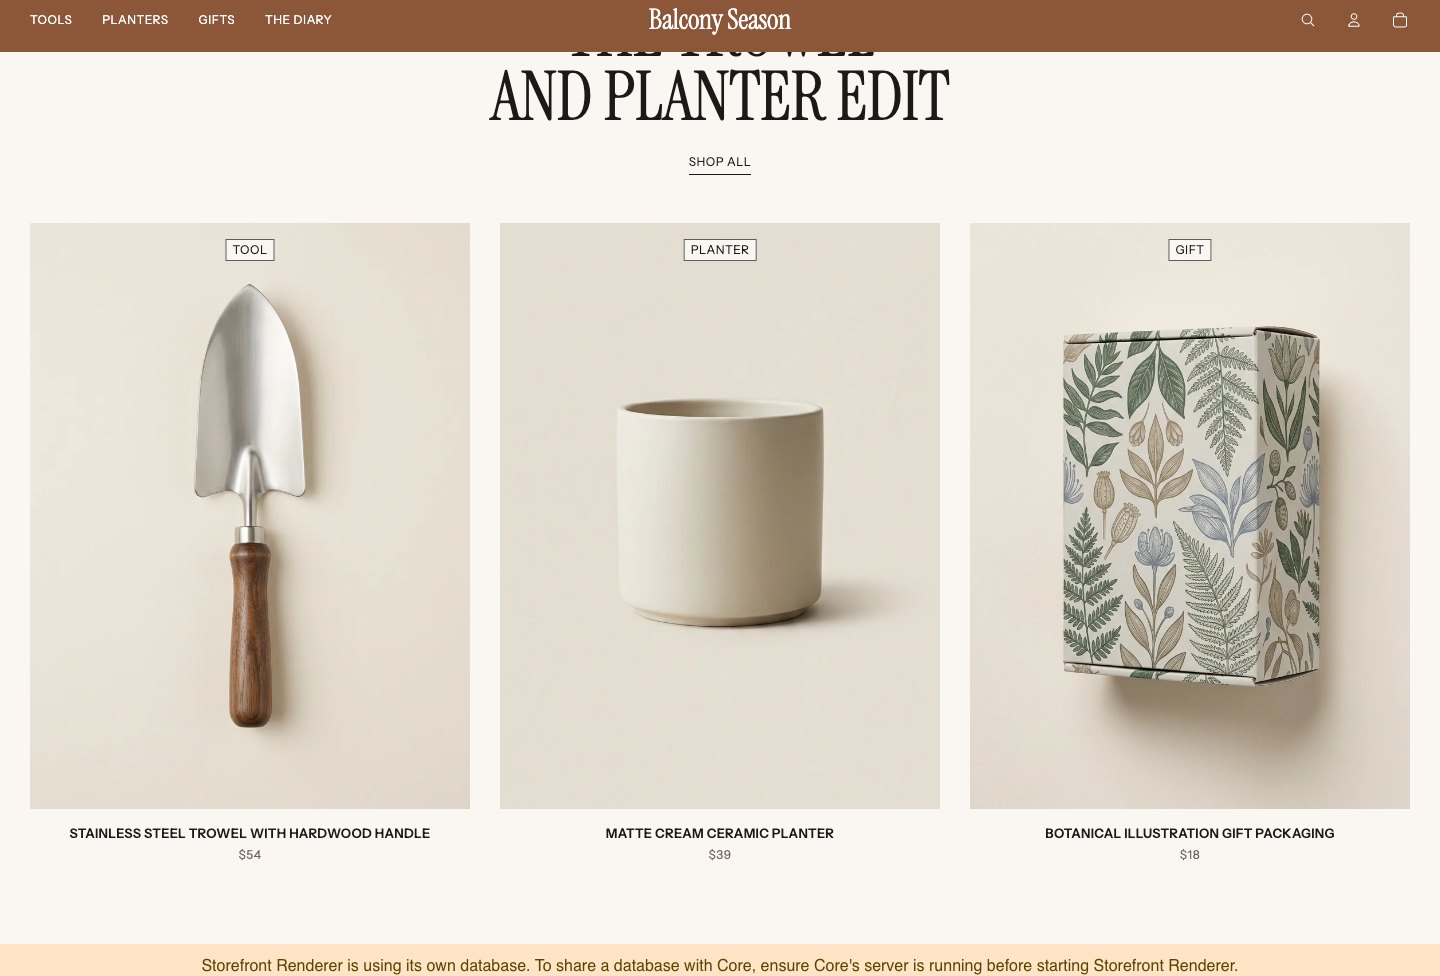 TOOLS PLANTERS GIFTS THE DIARY
Balcony Season
THE TROWEL
AND PLANTER EDIT
SHOP ALL
TOOL
PLANTER
GIFT
STAINLESS STEEL TROWEL WITH HARDWOOD HANDLE
$54
MATTE CREAM CERAMIC PLANTER
$39
BOTANICAL ILLUSTRATION GIFT PACKAGING
$18
Storefront Renderer is using its own database. To share a database with Core, ensure Core's server is running before starting Storefront Renderer.